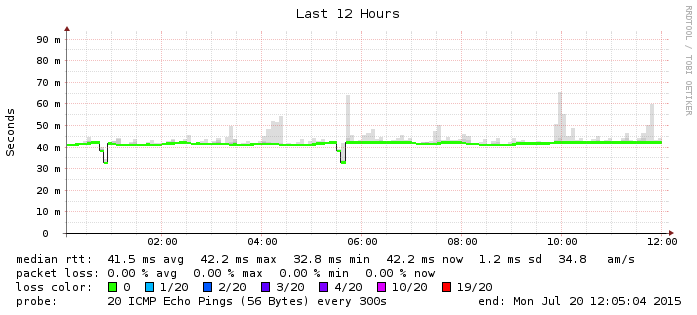 Last 12 Hours
RRDTOOL / TOBI OETIKER
Seconds
90 m
80 m
70 m
60 m
50 m
40 m
30 m
20 m
10 m
0
02:00 04:00 06:00 08:00 10:00 12:00
median rtt: 41.5 ms avg 42.2 ms max 32.8 ms min 42.2 ms now 1.2 ms sd 34.8 am/s
packet loss: 0.00 % avg 0.00 % max 0.00 % min 0.00 % now
loss color: 0 1/20 2/20 3/20 4/20 10/20 19/20
probe: 20 ICMP Echo Pings (56 Bytes) every 300s end: Mon Jul 20 12:05:04 2015